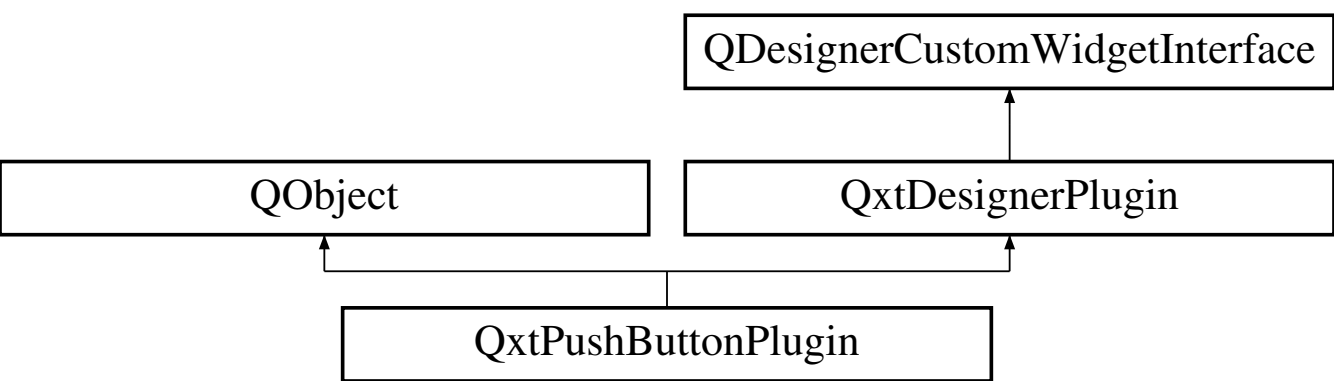 QDesignerCustomWidgetInterface
QObject
QxtDesignerPlugin
QxtPushButtonPlugin